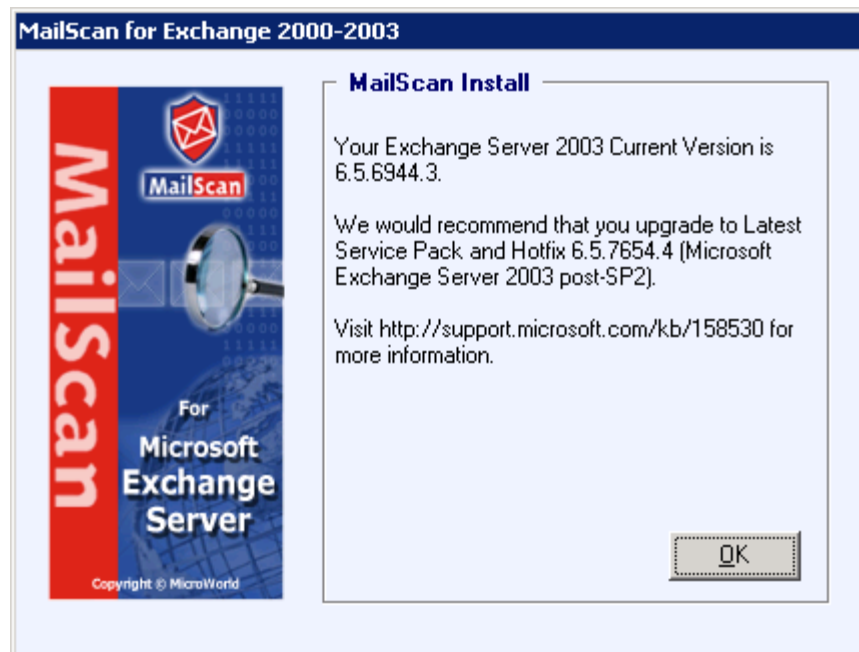 MailScan for Exchange 2000-2003
MailScan
MailScan
For
Microsoft
Exchange
Server
Copyright © MicroWorld
MailScan Install
Your Exchange Server 2003 Current Version is
6.5.6944.3.
We would recommend that you upgrade to Latest
Service Pack and Hotfix 6.5.7654.4 (Microsoft
Exchange Server 2003 post-SP2).
Visit http://support.microsoft.com/kb/158530 for
more information.
OK